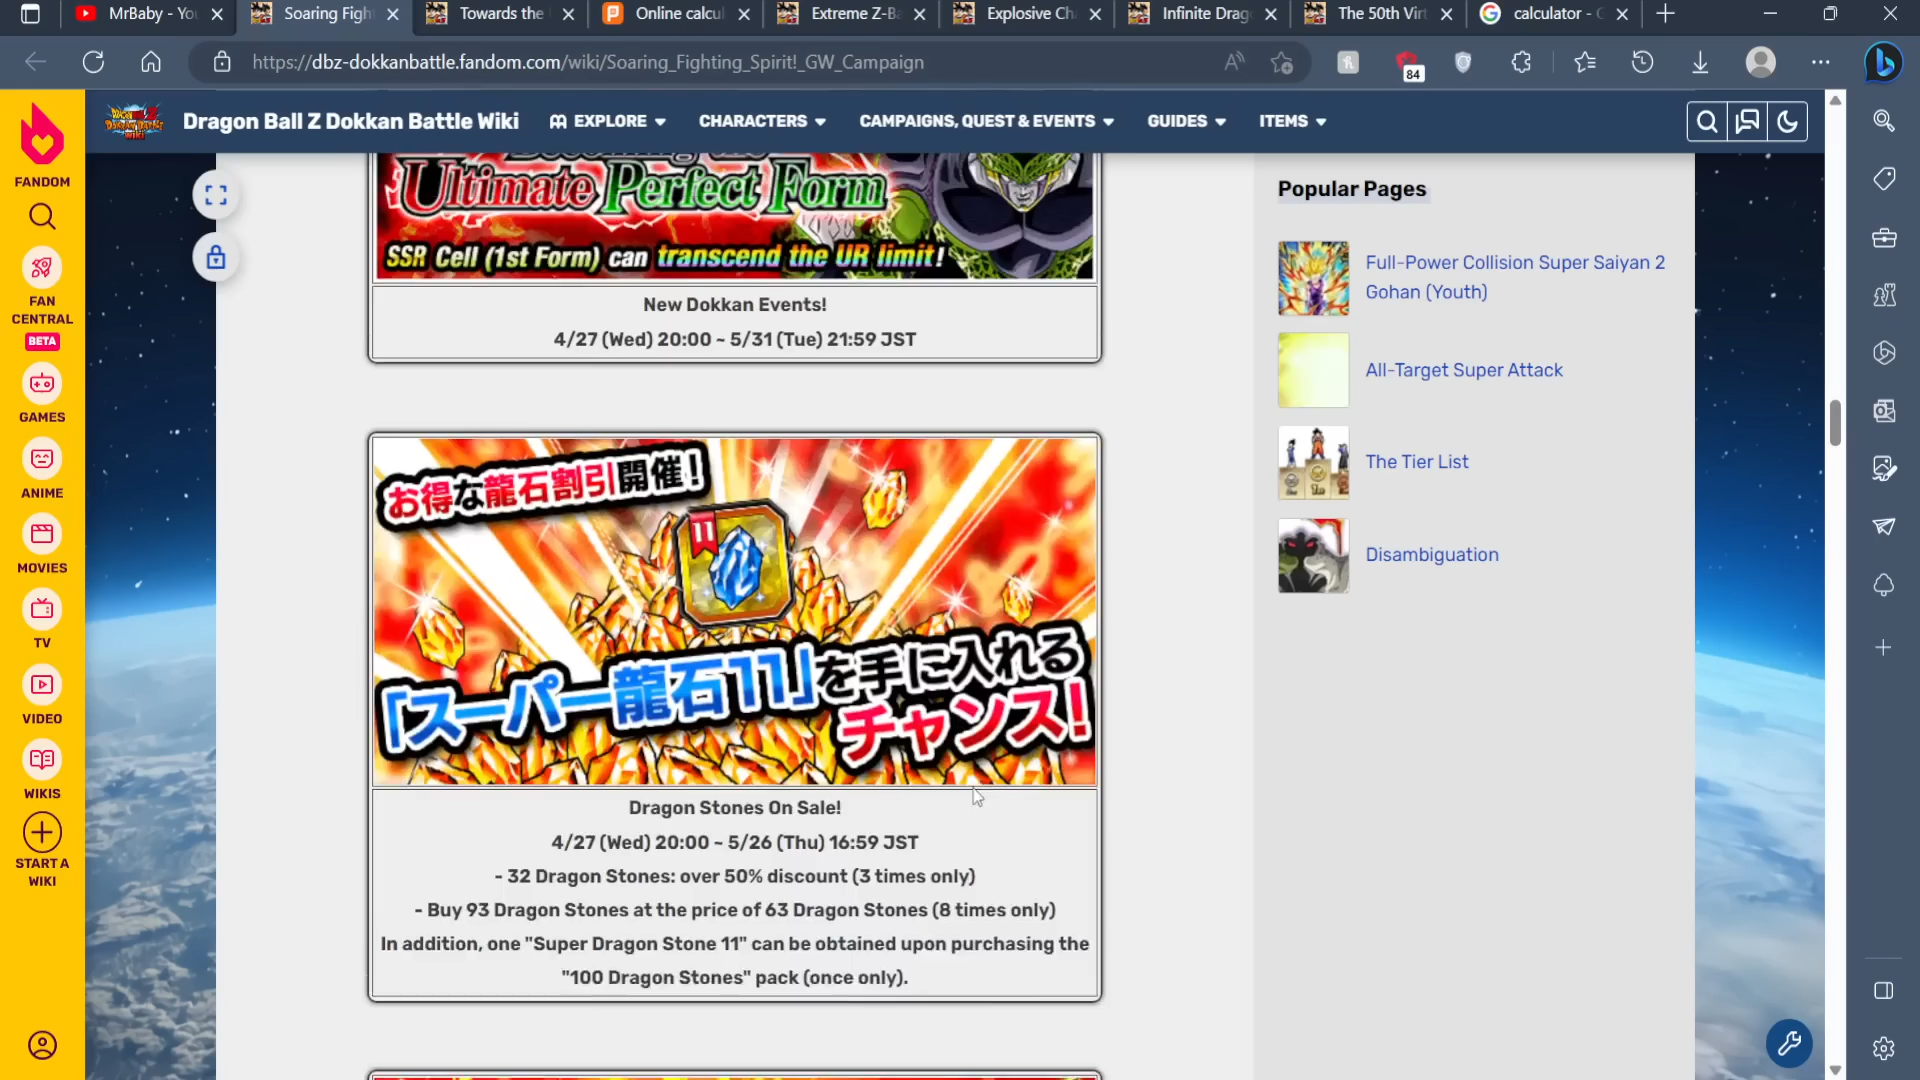 MrBaby - You
Soaring Figh
Towards the
Online calcu
Extreme Z-Ba
Explosive Ch
Infinite Drag
The 50th Virt
calculator - G
https://dbz-dokkanbattle.fandom.com/wiki/Soaring_Fighting_Spirit!_GW_Campaign
84
Dragon Ball Z Dokkan Battle Wiki
EXPLORE
CHARACTERS
CAMPAIGNS, QUEST & EVENTS
GUIDES
ITEMS
FANDOM
FAN
CENTRAL
BETA
GAMES
ANIME
MOVIES
TV
VIDEO
WIKIS
START A
WIKI
Ultimate Perfect Form
SSR Cell (1st Form) can transcend the UR limit!
New Dokkan Events!
4/27 (Wed) 20:00 ~ 5/31 (Tue) 21:59 JST
お得な龍石割引開催!
11
「スーパー龍石11」を手に入れる
チャンス!
Dragon Stones On Sale!
4/27 (Wed) 20:00 ~ 5/26 (Thu) 16:59 JST
- 32 Dragon Stones: over 50% discount (3 times only)
- Buy 93 Dragon Stones at the price of 63 Dragon Stones (8 times only)
In addition, one "Super Dragon Stone 11" can be obtained upon purchasing the
"100 Dragon Stones" pack (once only).
Popular Pages
Full-Power Collision Super Saiyan 2
Gohan (Youth)
All-Target Super Attack
The Tier List
Disambiguation